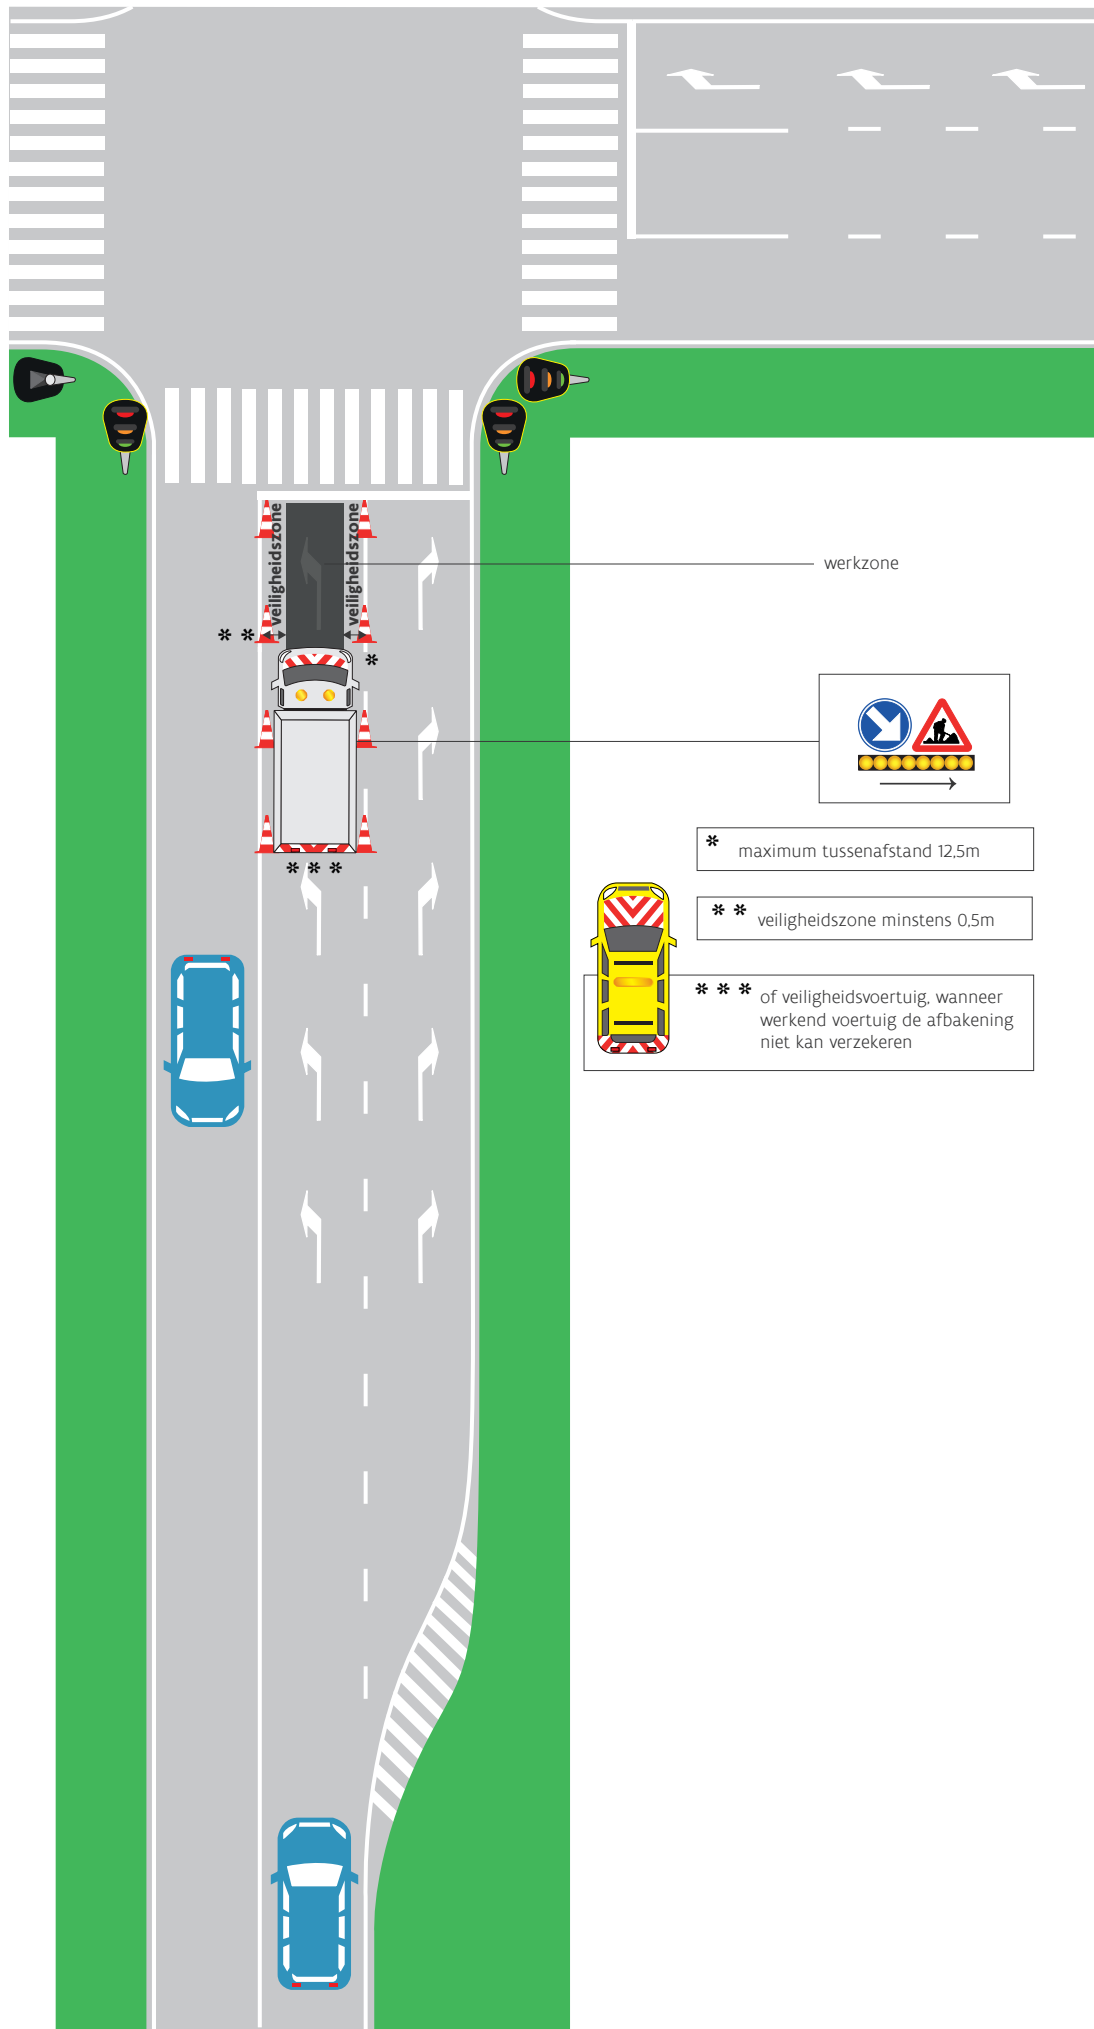 veiligheidszone
veiligheidszone
werkzone
* *
*
* * *
* maximum tussenafstand 12,5m
* * veiligheidszone minstens 0,5m
* * * of veiligheidsvoertuig, wanneer
werkend voertuig de afbakening
niet kan verzekeren